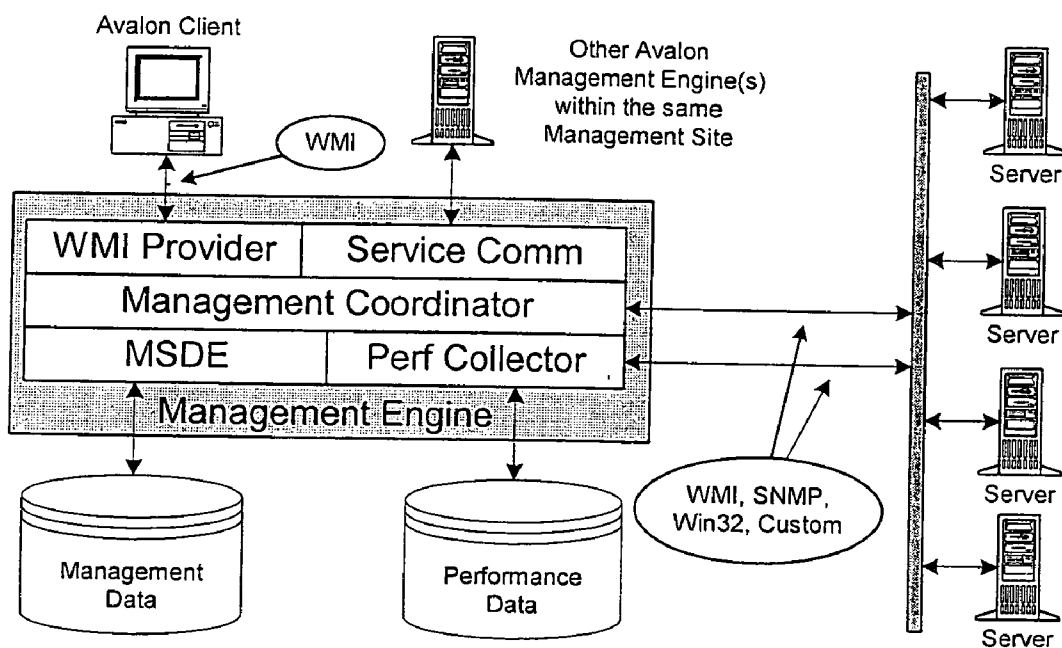 Avalon Client
Other Avalon
Management Engine(s)
within the same
Management Site
WMI
Server
WMI Provider
Service Comm
Management Coordinator
MSDE
Perf Collector
Management Engine
Server
Server
WMI, SNMP,
Win32, Custom
Management
Data
Performance
Data
Server